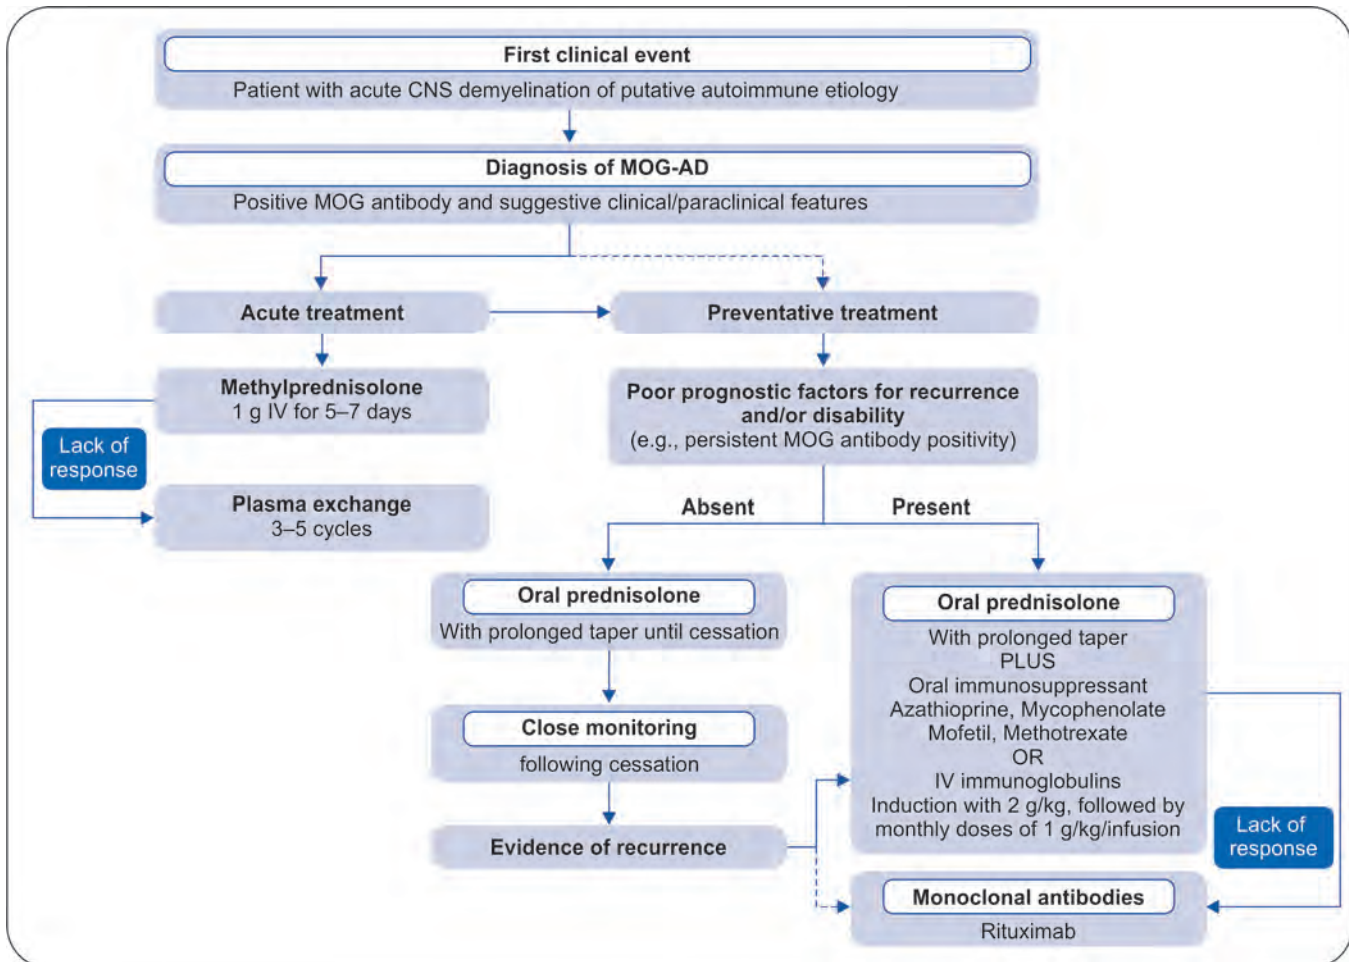 First clinical event
Patient with acute CNS demyelination of putative autoimmune etiology
Diagnosis of MOG-AD
Positive MOG antibody and suggestive clinical/paraclinical features
Acute treatment
Preventative treatment
Methylprednisolone
1 g IV for 5–7 days
Lack of
response
Plasma exchange
3–5 cycles
Poor prognostic factors for recurrence
and/or disability
(e.g., persistent MOG antibody positivity)
Absent
Present
Oral prednisolone
With prolonged taper until cessation
Close monitoring
following cessation
Evidence of recurrence
Oral prednisolone
With prolonged taper
PLUS
Oral immunosuppressant
Azathioprine, Mycophenolate
Mofetil, Methotrexate
OR
IV immunoglobulins
Induction with 2 g/kg, followed by
monthly doses of 1 g/kg/infusion
Lack of
response
Monoclonal antibodies
Rituximab